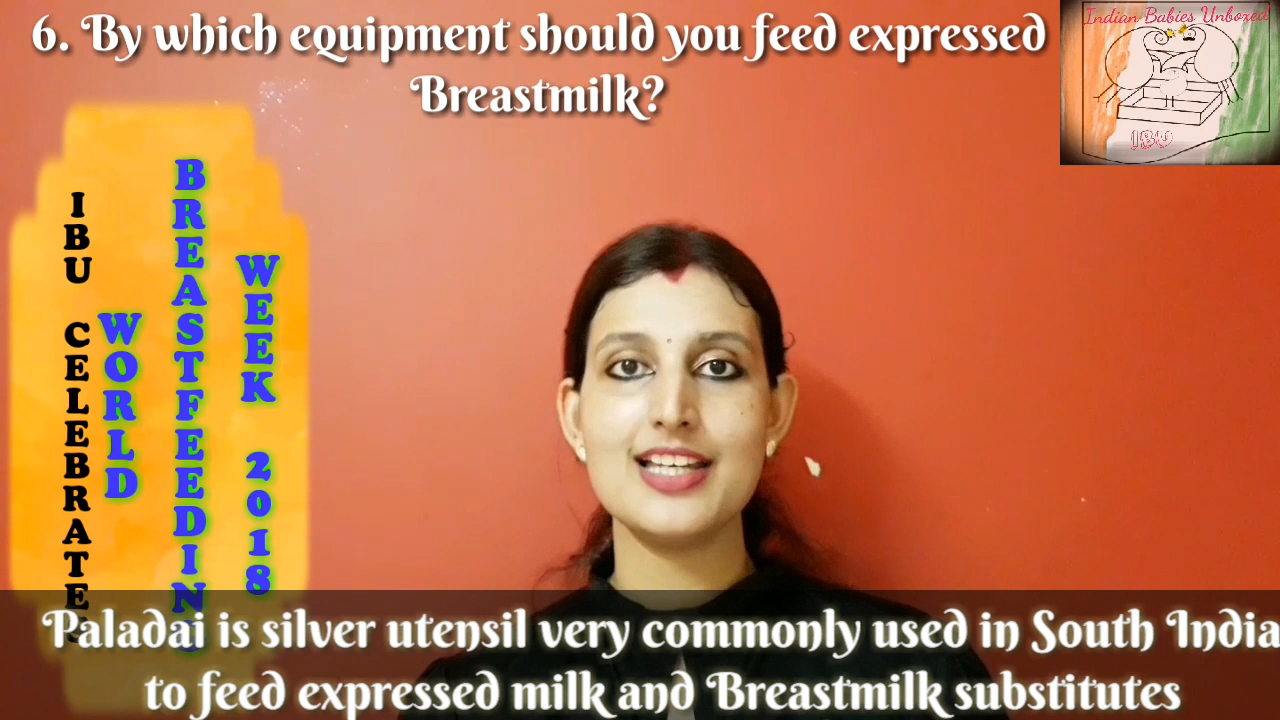 6. By which equipment should you feed expressed
Breastmilk?
Indian Babies Unboxed
IBU
IBU CELEBRATES
WORLD
BREASTFEEDING
WEEK 2018
Paladai is silver utensil very commonly used in South India
to feed expressed milk and Breastmilk substitutes